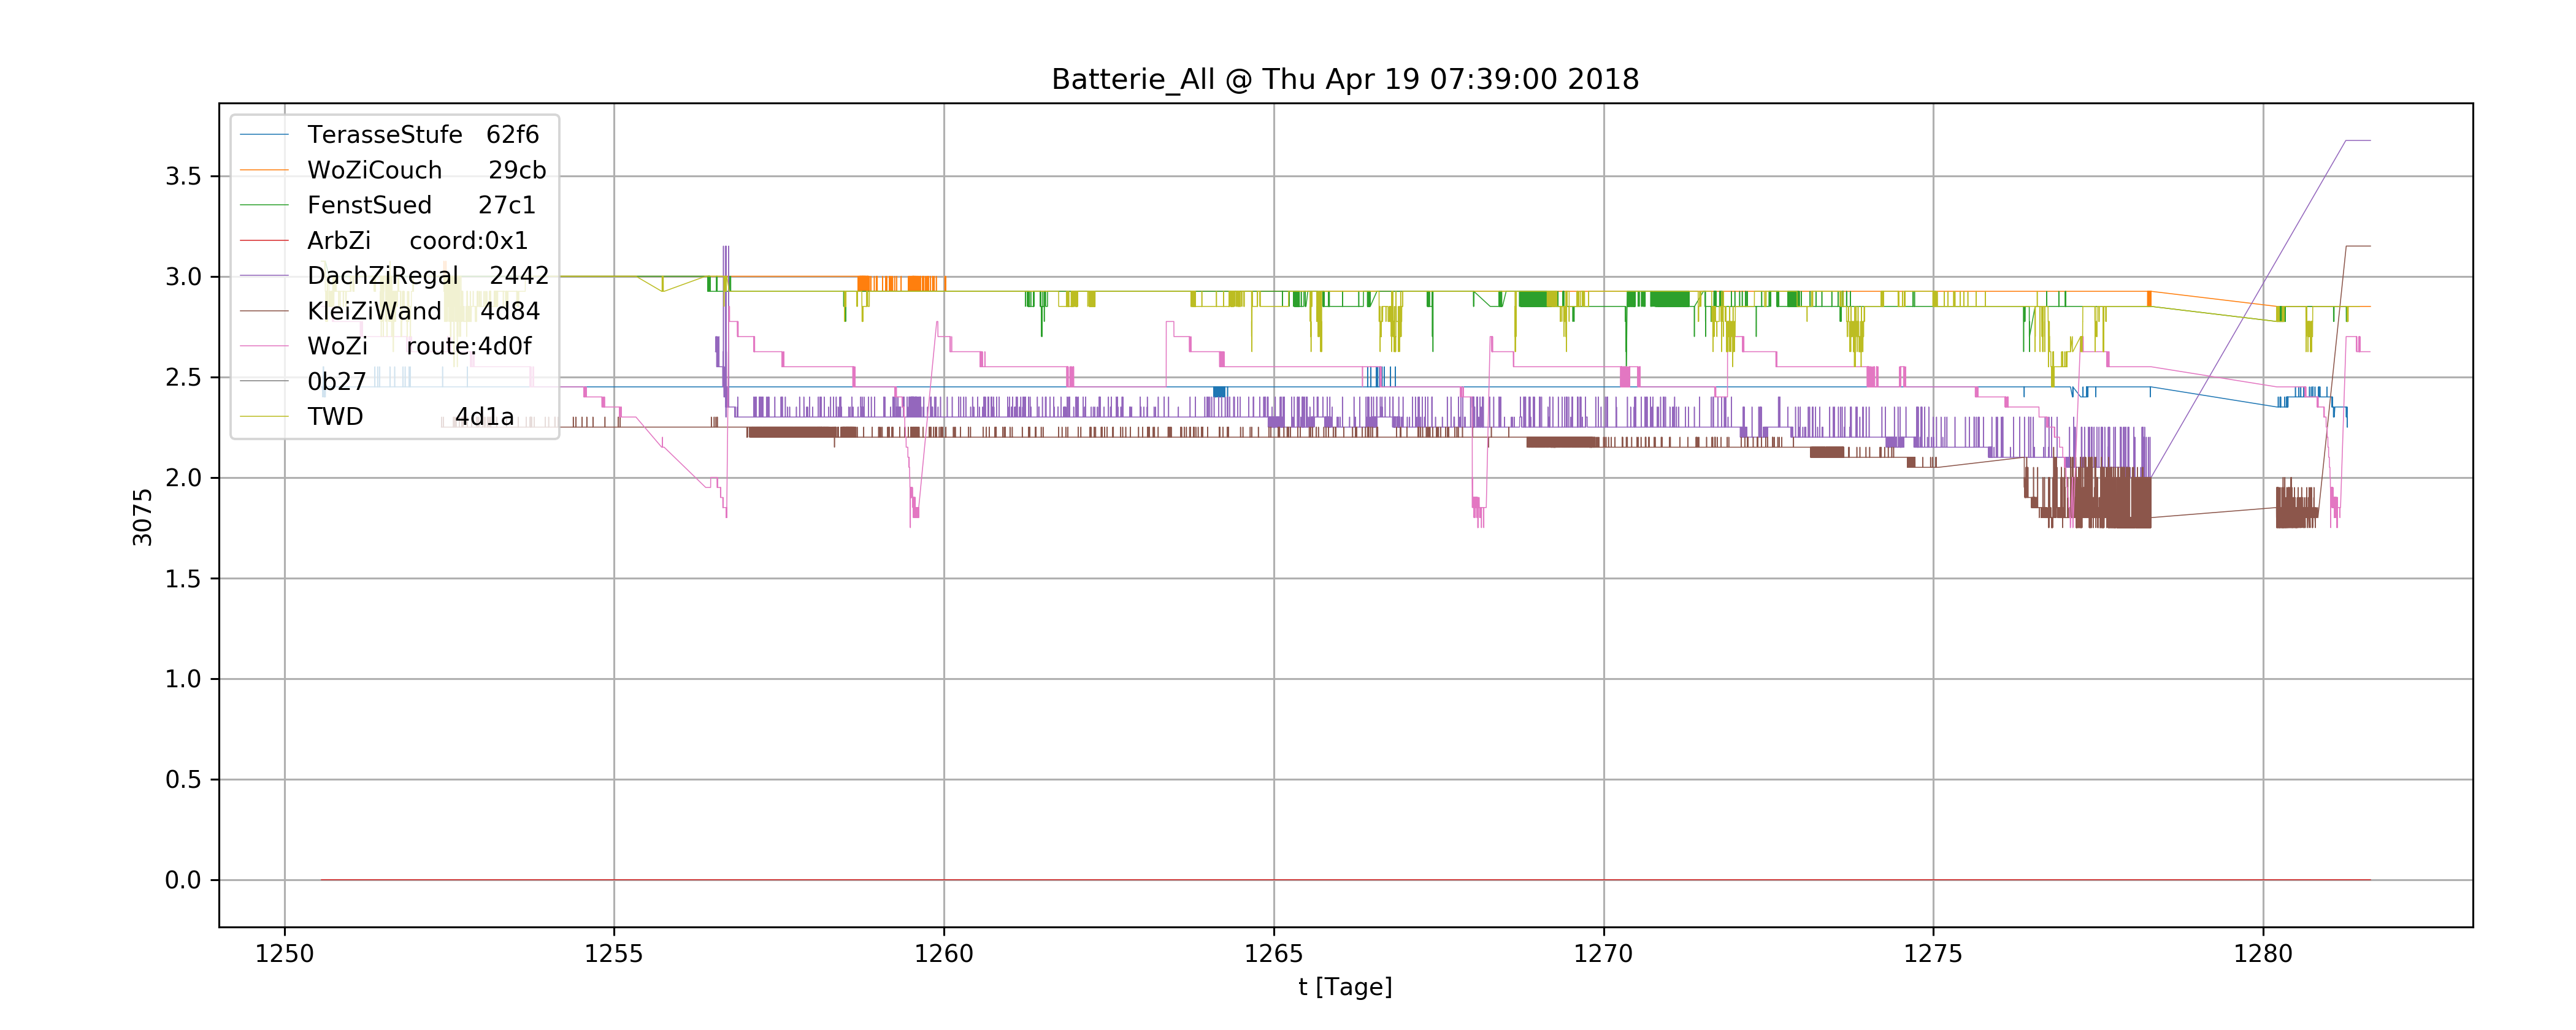 Batterie_All @ Thu Apr 19 07:39:00 2018
TerasseStufe 62f6
WoZiCouch 29cb
FenstSued 27c1
ArbZi coord:0x1
DachZiRegal 2442
KleiZiWand 4d84
WoZi route:4d0f
0b27
TWD 4d1a
3.5
3.0
2.5
2.0
1.5
1.0
0.5
0.0
3075
1250 1255 1260 1265 1270 1275 1280
t [Tage]